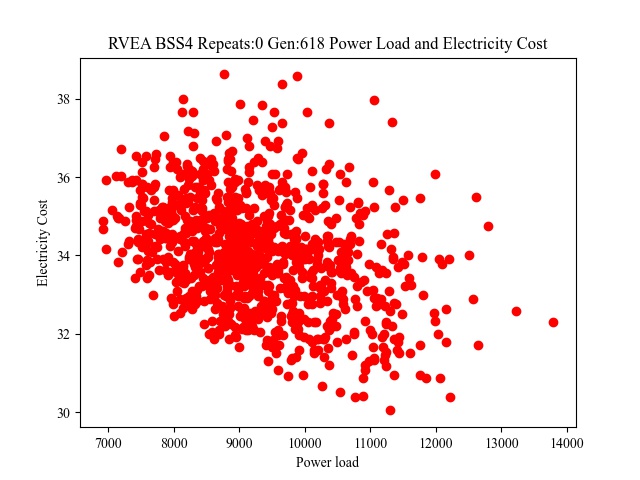 RVEA BSS4 Repeats:0 Gen:618 Power Load and Electricity Cost
38
36
34
32
30
Electricity Cost
7000 8000 9000 10000 11000 12000 13000 14000
Power load